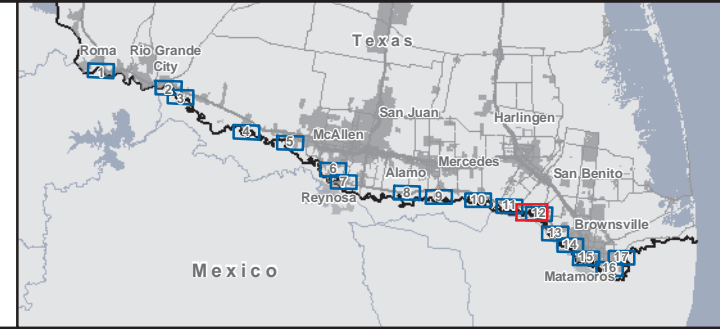 Texas
Roma
Rio Grande
City
1
2
3
4
5
McAllen
San Juan
Harlingen
6
7
Alamo
Mercedes
San Benito
Reynosa
8
9
10
11
12
Brownsville
13
14
15
16
17
Matamoros
Mexico